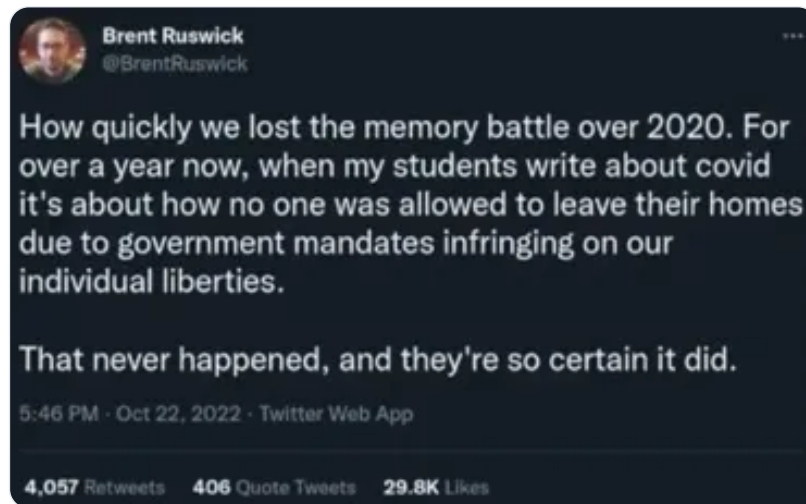 Brent Ruswick
@BrentRuswick
How quickly we lost the memory battle over 2020. For
over a year now, when my students write about covid
it's about how no one was allowed to leave their homes
due to government mandates infringing on our
individual liberties.
That never happened, and they're so certain it did.
5:46 PM · Oct 22, 2022 · Twitter Web App
4,057 Retweets 406 Quote Tweets 29.8K Likes